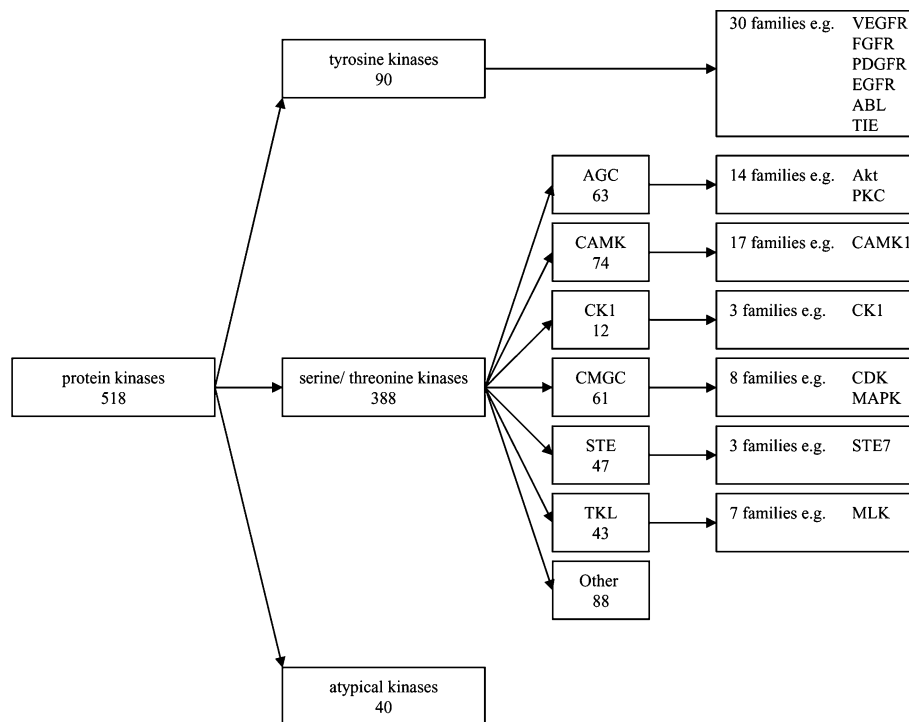 30 families e.g. VEGFR
FGFR
PDGFR
EGFR
ABL
TIE
tyrosine kinases
90
AGC
63
14 families e.g. Akt
PKC
CAMK
74
17 families e.g. CAMK1
CK1
12
3 families e.g. CK1
protein kinases
518
serine/ threonine kinases
388
CMGC
61
8 families e.g. CDK
MAPK
STE
47
3 families e.g. STE7
TKL
43
7 families e.g. MLK
Other
88
atypical kinases
40